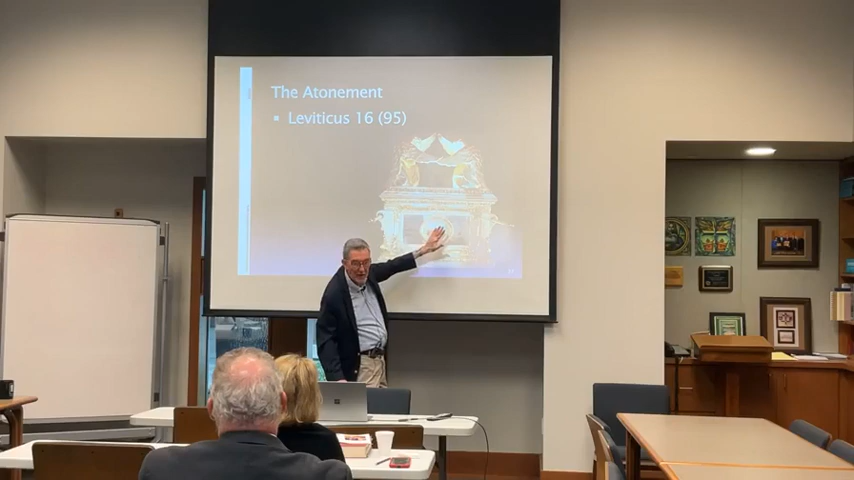 The Atonement
▪ Leviticus 16 (95)